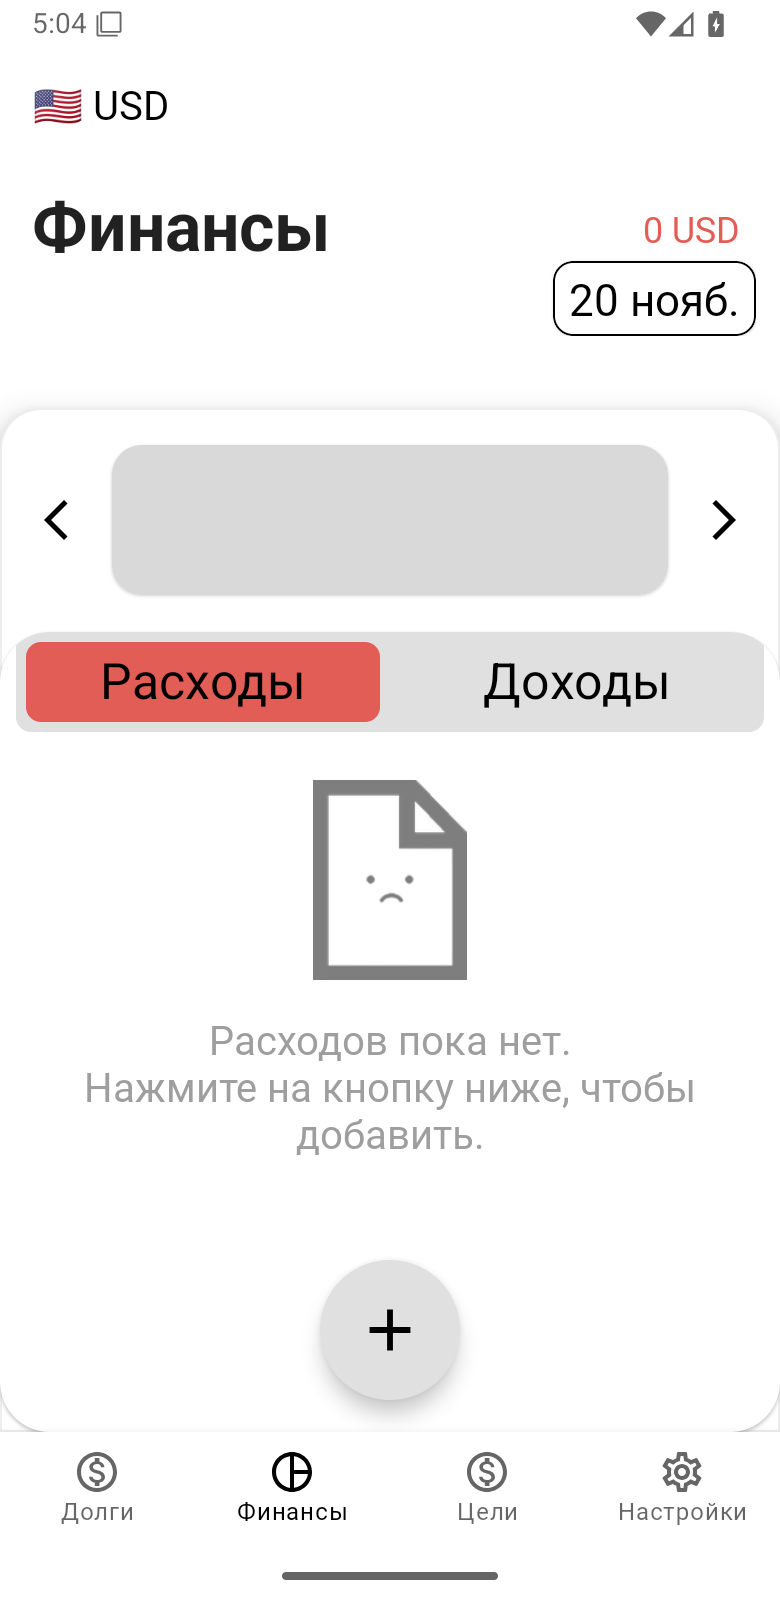 5:04
USD
Финансы
0 USD
20 нояб.
Расходы
Доходы
Расходов пока нет.
Нажмите на кнопку ниже, чтобы
добавить.
Долги
Финансы
Цели
Настройки